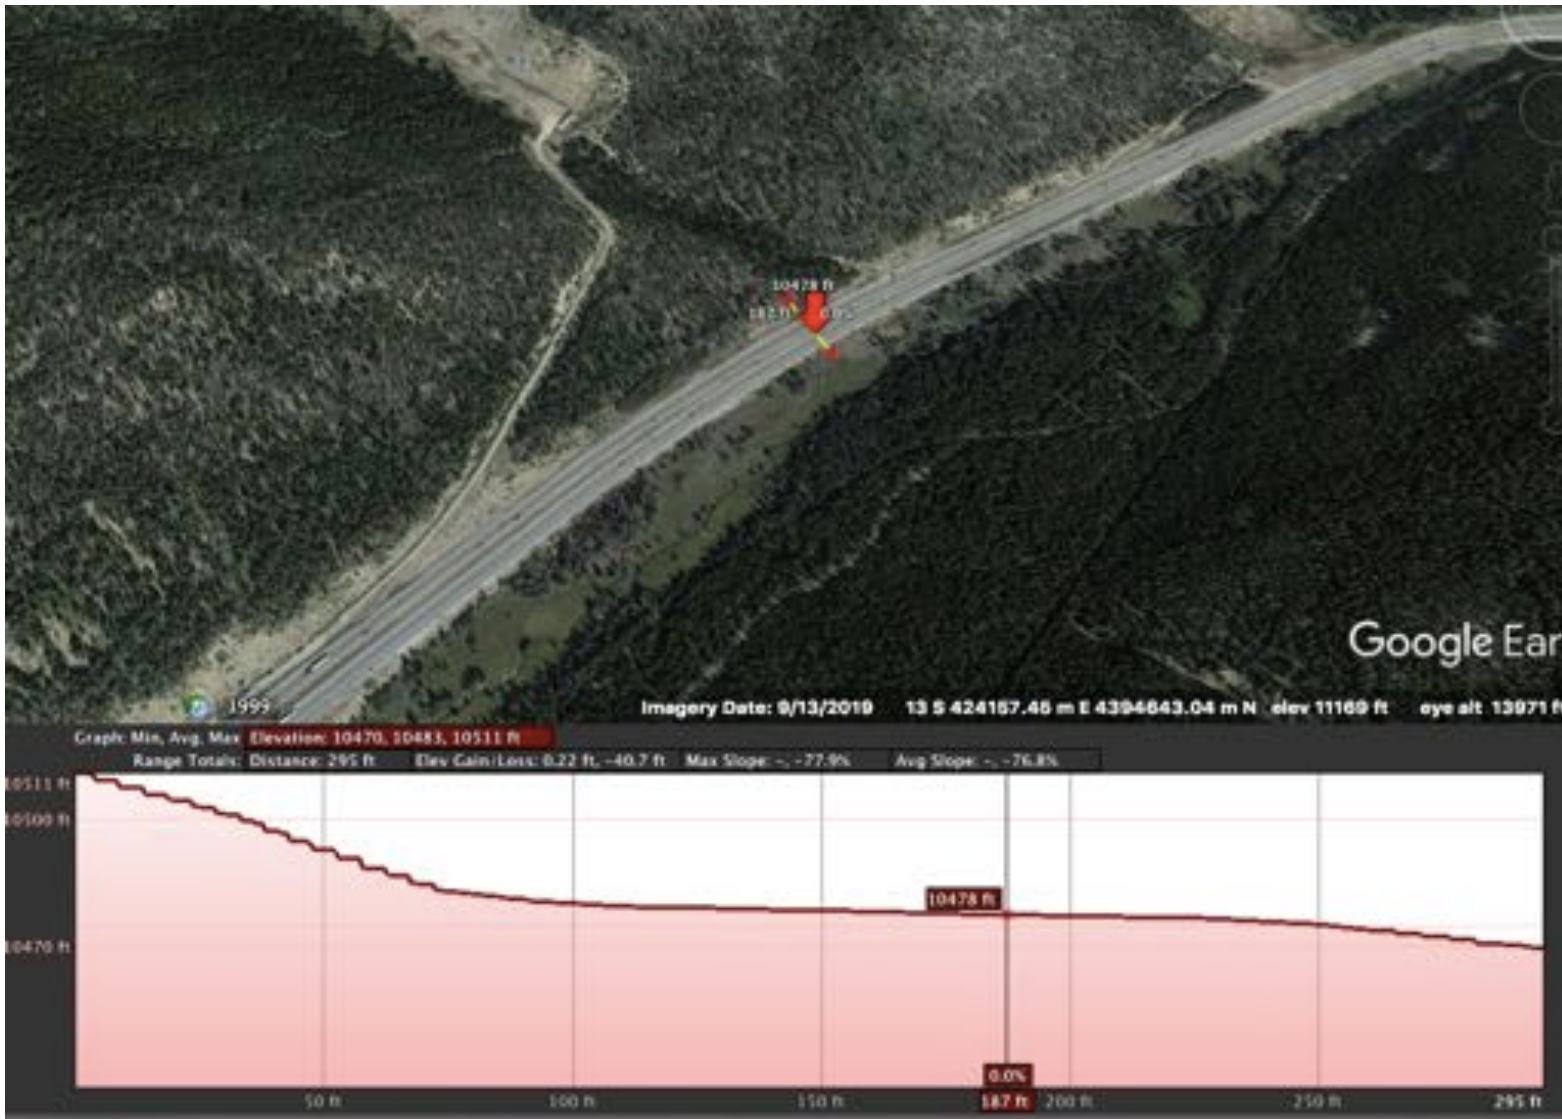 10478 ft
187 ft 0.0%
Google Ear
1999
Imagery Date: 9/13/2019 13 S 424157.46 m E 4394643.04 m N elev 11169 ft eye alt 13971 ft
Graph: Min, Avg, Max Elevation: 10470, 10483, 10511 ft
Range Totals: Distance: 295 ft Elev Gain/Loss: 0.22 ft, -40.7 ft Max Slope: -, -77.9% Avg Slope: -, -76.8%
10511 ft
10500 ft
10478 ft
10470 ft
0.0%
50 ft 100 ft 150 ft 187 ft 200 ft 250 ft 295 ft